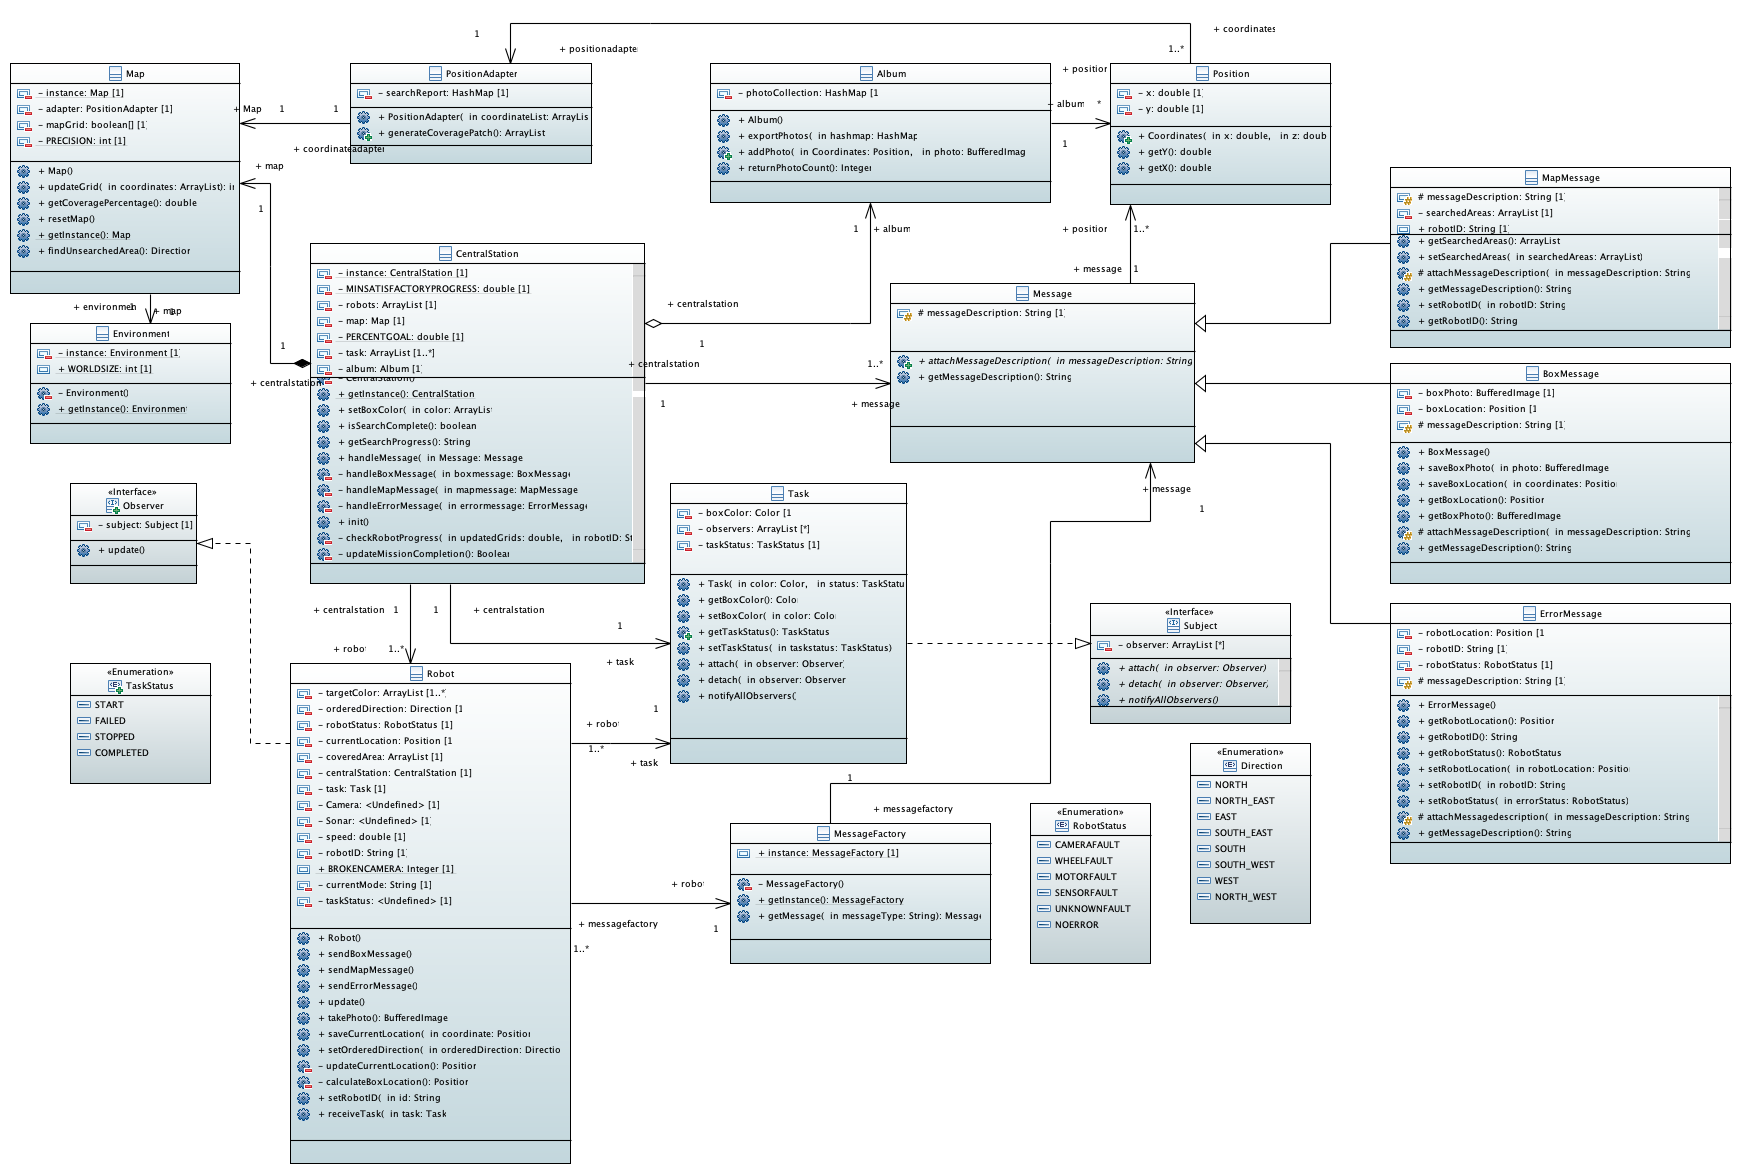 + coordinates
1
+ positionadapte
1..*
Map
- instance: Map [1]
- adapter: PositionAdapter [1]
- mapGrid: boolean[] [1]
- PRECISION: int [1]
+ Map()
+ updateGrid( in coordinates: ArrayList): i
+ getCoveragePercentage(): double
+ resetMap()
+ getInstance(): Map
+ findUnsearchedArea(): Direction
+ Map
1
1
+ coordinateadapter
+ map
1
PositionAdapter
- searchReport: HashMap [1]
+ PositionAdapter( in coordinateList: ArrayLis
+ generateCoveragePatch(): ArrayList
Album
- photoCollection: HashMap [1
+ Album()
+ exportPhotos( in hashmap: HashMap
+ addPhoto( in Coordinates: Position, in photo: BufferedImag
+ returnPhotoCount(): Integer
+ position
album
*
1
Position
- x: double [1]
- y: double [1]
+ Coordinates( in x: double, in z: doub
+ getY(): double
+ getX(): double
MapMessage
# messageDescription: String [1]
- searchedAreas: ArrayList [1]
+ robotID: String [1]
+ getSearchedAreas(): ArrayList
+ setSearchedAreas( in searchedAreas: ArrayList)
# attachMessageDescription( in messageDescription: String
+ getMessageDescription(): String
+ setRobotID( in robotID: String
+ getRobotID(): String
+ environment
1
+ map
Environment
- instance: Environment [1]
+ WORLDSIZE: int [1]
- Environment()
+ getInstance(): Environment
1
+ centralstation
CentralStation
- instance: CentralStation [1]
- MINSATISFACTORYPROGRESS: double [1]
- robots: ArrayList [1]
- map: Map [1]
- PERCENTGOAL: double [1]
- task: ArrayList [1..*]
- album: Album [1]
- CentralStation()
+ getInstance(): CentralStation
+ setBoxColor( in color: ArrayList
+ isSearchComplete(): boolean
+ getSearchProgress(): String
+ handleMessage( in Message: Message
- handleBoxMessage( in boxmessage: BoxMessage
- handleMapMessage( in mapmessage: MapMessage
- handleErrorMessage( in errormessage: ErrorMessage
+ init()
- checkRobotProgress( in updatedGrids: double, in robotID: St
- updateMissionCompletion(): Boolean
1
+ album
+ centralstation
1
+ centralstation
1
1..*
+ message
+ position
1..*
+ message
1
Message
# messageDescription: String [1]
+ attachMessageDescription( in messageDescription: String
+ getMessageDescription(): String
BoxMessage
- boxPhoto: BufferedImage [1]
- boxLocation: Position [1
# messageDescription: String [1]
+ BoxMessage()
+ saveBoxPhoto( in photo: BufferedImage
+ saveBoxLocation( in coordinates: Position
+ getBoxLocation(): Position
+ getBoxPhoto(): BufferedImage
# attachMessageDescription( in messageDescription: String
+ getMessageDescription(): String
«Interface»
Observer
- subject: Subject [1]
+ update()
Task
- boxColor: Color [1
- observers: ArrayList [*]
- taskStatus: TaskStatus [1]
+ Task( in color: Color, in status: TaskStatu
+ getBoxColor(): Colo
+ setBoxColor( in color: Colo
+ getTaskStatus(): TaskStatus
+ setTaskStatus( in taskstatus: TaskStatus)
+ attach( in observer: Observer)
+ detach( in observer: Observer
+ notifyAllObservers(
+ message
1
«Interface»
Subject
- observer: ArrayList [*]
+ attach( in observer: Observer)
+ detach( in observer: Observer)
+ notifyAllObservers()
ErrorMessage
- robotLocation: Position [1
- robotID: String [1]
- robotStatus: RobotStatus [1]
# messageDescription: String [1]
+ ErrorMessage()
+ getRobotLocation(): Position
+ getRobotID(): String
+ getRobotStatus(): RobotStatus
+ setRobotLocation( in robotLocation: Positio
+ setRobotID( in robotID: String
+ setRobotStatus( in errorStatus: RobotStatus)
# attachMessagedescription( in messageDescription: String
+ getMessageDescription(): String
+ centralstation
1
1
+ centralstation
+ robot
1..*
1
+ task
«Enumeration»
TaskStatus
START
FAILED
STOPPED
COMPLETED
Robot
- targetColor: ArrayList [1..*]
- orderedDirection: Direction [1
- robotStatus: RobotStatus [1]
- currentLocation: Position [1
- coveredArea: ArrayList [1]
- centralStation: CentralStation [1]
- task: Task [1]
- Camera: <Undefined> [1]
- Sonar: <Undefined> [1]
- speed: double [1]
- robotID: String [1]
+ BROKENCAMERA: Integer [1]
- currentMode: String [1]
- taskStatus: <Undefined> [1]
+ Robot()
+ sendBoxMessage()
+ sendMapMessage()
+ sendErrorMessage()
+ update()
+ takePhoto(): BufferedImage
+ saveCurrentLocation( in coordinate: Position
+ setOrderedDirection( in orderedDirection: Directio
- updateCurrentLocation(): Position
- calculateBoxLocation(): Position
+ setRobotID( in id: String
+ receiveTask( in task: Task
1
+ robot
1..*
+ task
1
+ messagefactory
+ robot
+ messagefactory
1
1..*
MessageFactory
+ instance: MessageFactory [1]
- MessageFactory()
+ getInstance(): MessageFactory
+ getMessage( in messageType: String): Message
«Enumeration»
RobotStatus
CAMERAFAULT
WHEELFAULT
MOTORFAULT
SENSORFAULT
UNKNOWNFAULT
NOERROR
«Enumeration»
Direction
NORTH
NORTH_EAST
EAST
SOUTH_EAST
SOUTH
SOUTH_WEST
WEST
NORTH_WEST